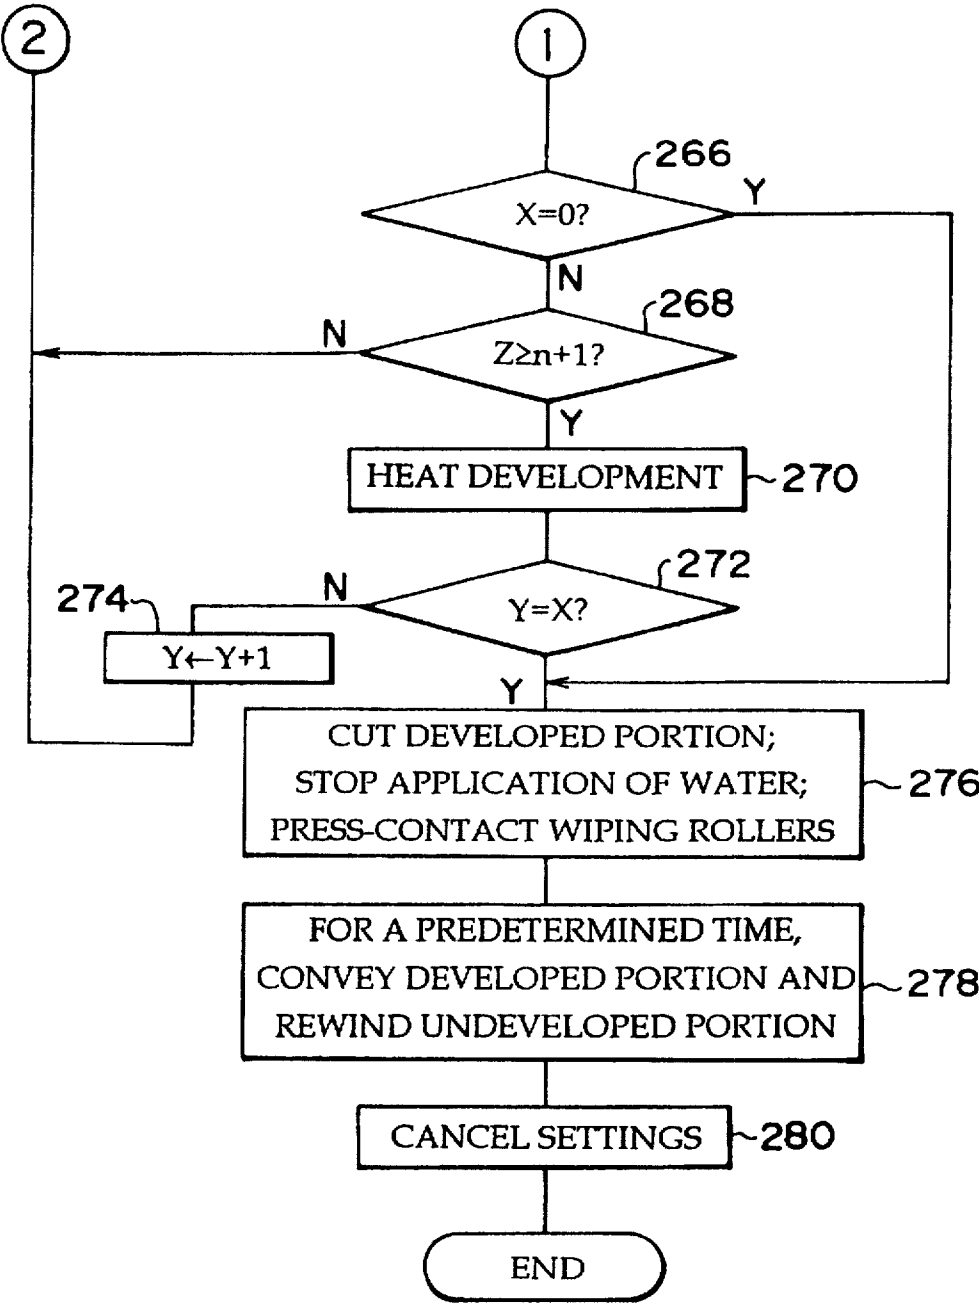 2
1
266
X=0?
Y
N
268
N
Z≥n+1?
Y
HEAT DEVELOPMENT
270
272
N
Y=X?
274
Y←Y+1
Y
CUT DEVELOPED PORTION;
STOP APPLICATION OF WATER;
PRESS-CONTACT WIPING ROLLERS
276
FOR A PREDETERMINED TIME,
CONVEY DEVELOPED PORTION AND
REWIND UNDEVELOPED PORTION
278
CANCEL SETTINGS
280
END